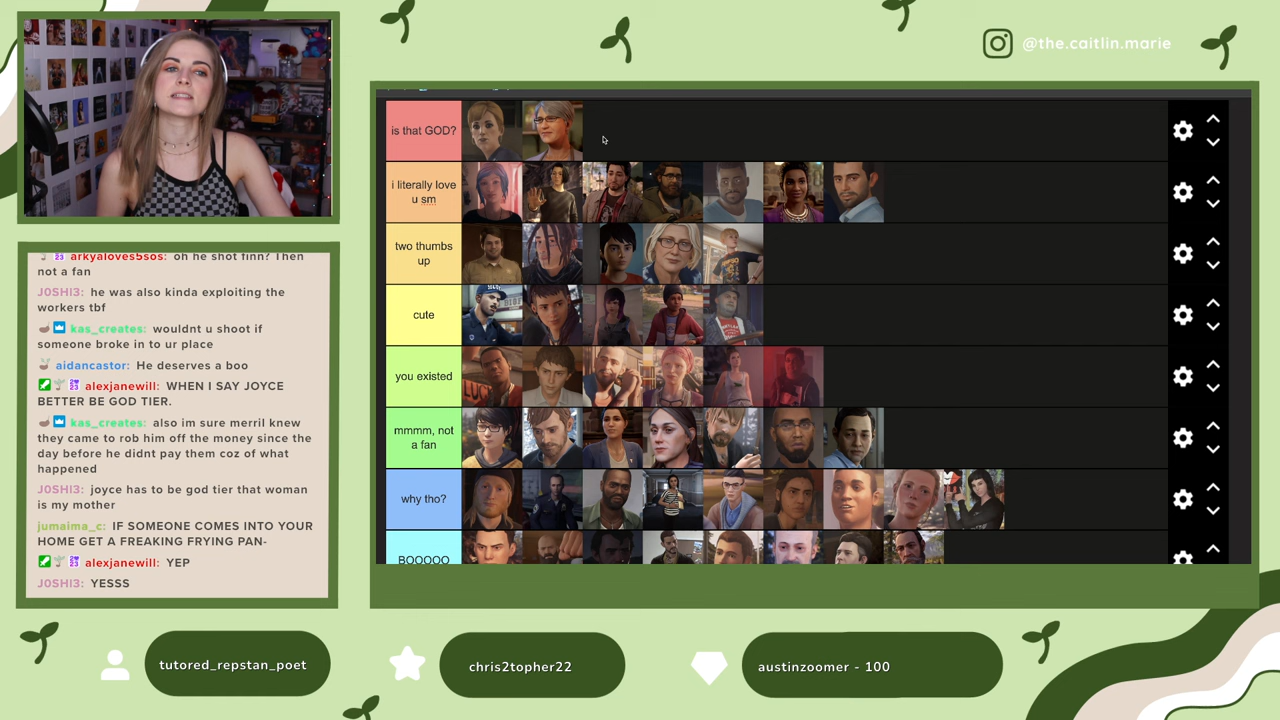 @the.caitlin.marie
is that GOD?
i literally love
u sm
two thumbs
up
cute
you existed
mmmm, not
a fan
why tho?
BOOOOO
arkyaloves5sos: oh he shot finn? Then
not a fan
J0SHI3: he was also kinda exploiting the
workers tbf
kas_creates: wouldnt u shoot if
someone broke in to ur place
aidancastor: He deserves a boo
alexjanewill: WHEN I SAY JOYCE
BETTER BE GOD TIER.
kas_creates: also im sure merril knew
they came to rob him off the money since the
day before he didnt pay them coz of what
happened
J0SHI3: joyce has to be god tier that woman
is my mother
jumaima_c: IF SOMEONE COMES INTO YOUR
HOME GET A FREAKING FRYING PAN-
alexjanewill: YEP
J0SHI3: YESSS
tutored_repstan_poet
chris2topher22
austinzoomer - 100